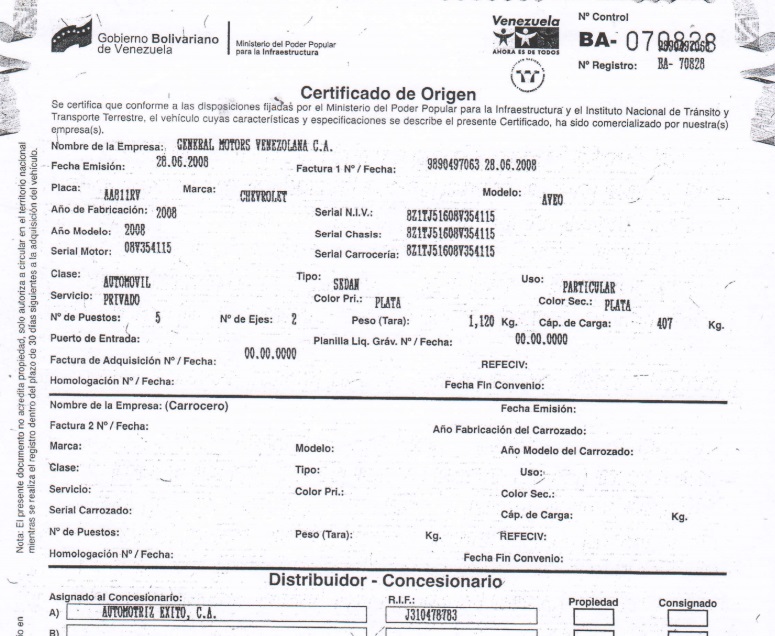 Gobierno Bolivariano
de Venezuela
Ministerio del Poder Popular
para la Infraestructura
Venezuela
AHORA ES DE TODOS
Nº Control
BA- 070828
Nº Registro: BA- 70828
Certificado de Origen
Se certifica que conforme a las disposiciones fijadas por el Ministerio del Poder Popular para la Infraestructura y el Instituto Nacional de Tránsito y
Transporte Terrestre, el vehículo cuyas características y especificaciones se describe el presente Certificado, ha sido comercializado por nuestra(s)
empresa(s).
Nombre de la Empresa: GENERAL MOTORS VENEZOLANA C.A.
Fecha Emisión: 28.06.2008 Factura 1 Nº / Fecha: 9890497063 28.06.2008
Placa: AA811RV Marca: CHEVROLET Modelo: AVEO
Año de Fabricación: 2008 Serial N.I.V.: 8Z1TJ51608V354115
Año Modelo: 2008 Serial Chasis: 8Z1TJ51608V354115
Serial Motor: 08V354115 Serial Carrocería: 8Z1TJ51608V354115
Clase: AUTOMOVIL Tipo: SEDAN Uso: PARTICULAR
Servicio: PRIVADO Color Pri.: PLATA Color Sec.: PLATA
Nº de Puestos: 5 Nº de Ejes: 2 Peso (Tara): 1,120 Kg. Cáp. de Carga: 407 Kg.
Puerto de Entrada: Planilla Liq. Gráv. Nº / Fecha: 00.00.0000
Factura de Adquisición Nº / Fecha: 00.00.0000 REFECIV:
Homologación Nº / Fecha: Fecha Fin Convenio:
Nombre de la Empresa: (Carrocero) Fecha Emisión:
Factura 2 Nº / Fecha: Año Fabricación del Carrozado:
Marca: Modelo: Año Modelo del Carrozado:
Clase: Tipo: Uso:
Servicio: Color Pri.: Color Sec.:
Serial Carrozado: Cáp. de Carga: Kg.
Nº de Puestos: Peso (Tara): Kg. REFECIV:
Homologación Nº / Fecha: Fecha Fin Convenio:
Distribuidor - Concesionario
Asignado al Concesionario: R.I.F.: Propiedad Consignado
A) AUTOMOTRIZ EXITO, C.A. J310478783
B)
Nota: El presente documento no acredita propiedad, solo autoriza a circular en el territorio nacional
mientras se realiza el registro dentro del plazo de 30 días siguientes a la adquisición del vehículo.